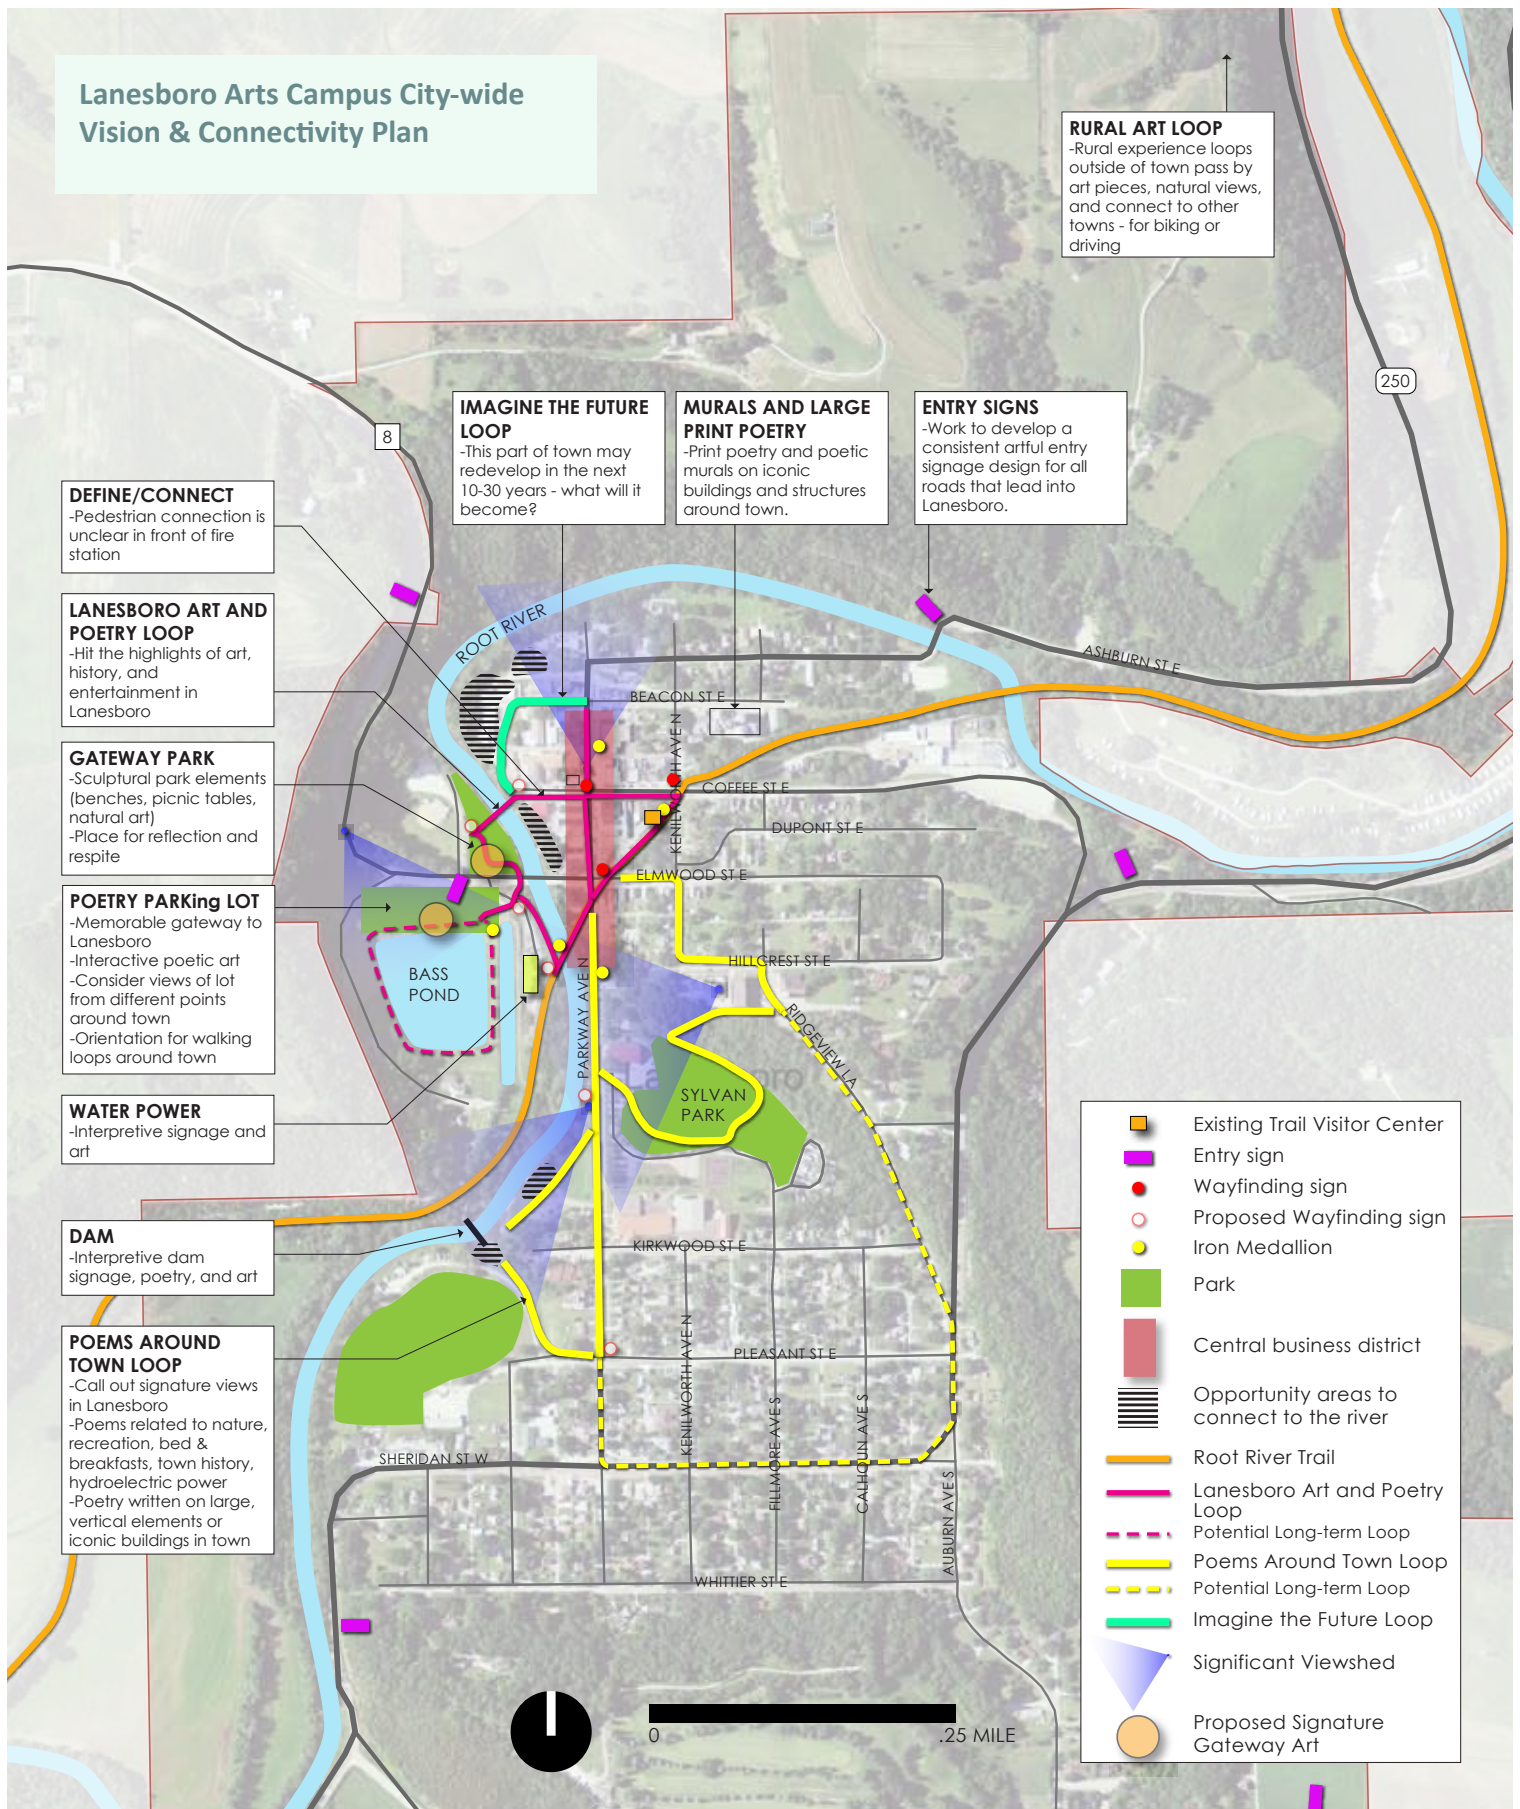 Lanesboro Arts Campus City-wide
Vision & Connectivity Plan
RURAL ART LOOP
-Rural experience loops
outside of town pass by
art pieces, natural views,
and connect to other
towns - for biking or
driving
250
8
IMAGINE THE FUTURE
LOOP
-This part of town may
redevelop in the next
10-30 years - what will it
become?
MURALS AND LARGE
PRINT POETRY
-Print poetry and poetic
murals on iconic
buildings and structures
around town.
ENTRY SIGNS
-Work to develop a
consistent artful entry
signage design for all
roads that lead into
Lanesboro.
DEFINE/CONNECT
-Pedestrian connection is
unclear in front of fire
station
LANESBORO ART AND
POETRY LOOP
-Hit the highlights of art,
history, and
entertainment in
Lanesboro
GATEWAY PARK
-Sculptural park elements
(benches, picnic tables,
natural art)
-Place for reflection and
respite
POETRY PARKing LOT
-Memorable gateway to
Lanesboro
-Interactive poetic art
-Consider views of lot
from different points
around town
-Orientation for walking
loops around town
WATER POWER
-Interpretive signage and
art
DAM
-Interpretive dam
signage, poetry, and art
POEMS AROUND
TOWN LOOP
-Call out signature views
in Lanesboro
-Poems related to nature,
recreation, bed &
breakfasts, town history,
hydroelectric power
-Poetry written on large,
vertical elements or
iconic buildings in town
ROOT RIVER
ASHBURN ST E
BEACON ST E
KENILWORTH AVE N
COFFEE ST E
DUPONT ST E
ELMWOOD ST E
HILLCREST ST E
BASS
POND
PARKWAY AVE N
RIDGEVIEW LA
SYLVAN
PARK
KIRKWOOD ST E
KENILWORTH AVE N
PLEASANT ST E
FILLMORE AVE S
CALHOUN AVE S
AUBURN AVE S
SHERIDAN ST W
WHITTIER ST E
0
.25 MILE
Existing Trail Visitor Center
Entry sign
Wayfinding sign
Proposed Wayfinding sign
Iron Medallion
Park
Central business district
Opportunity areas to
connect to the river
Root River Trail
Lanesboro Art and Poetry
Loop
Potential Long-term Loop
Poems Around Town Loop
Potential Long-term Loop
Imagine the Future Loop
Significant Viewshed
Proposed Signature
Gateway Art